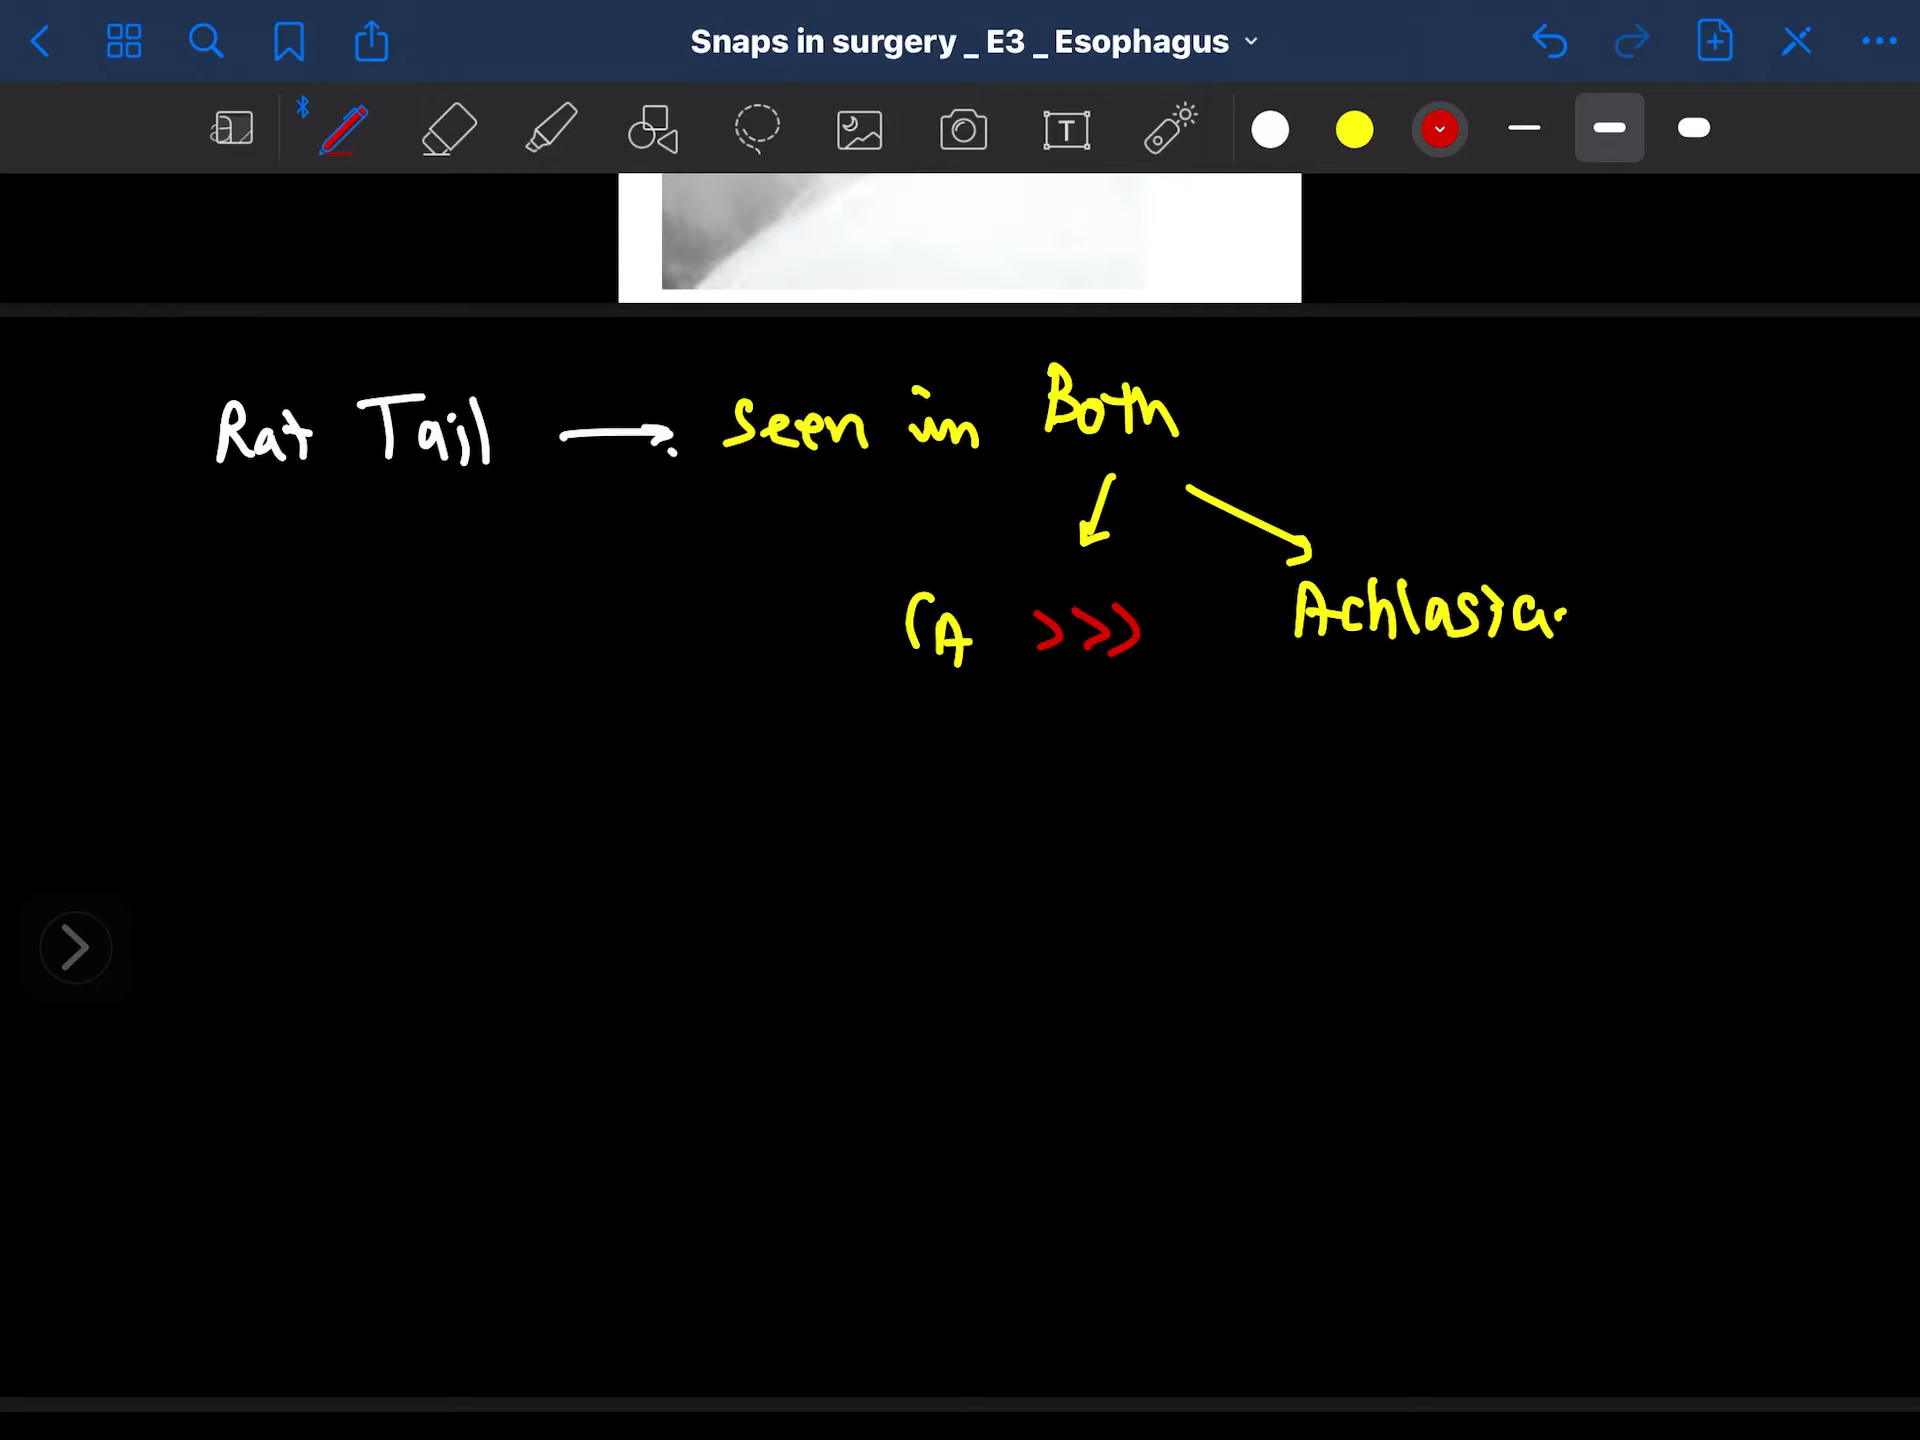 Snaps in surgery _ E3 _ Esophagus
T
Rat Tail → Seen in Both
CA >>> Achlasia.